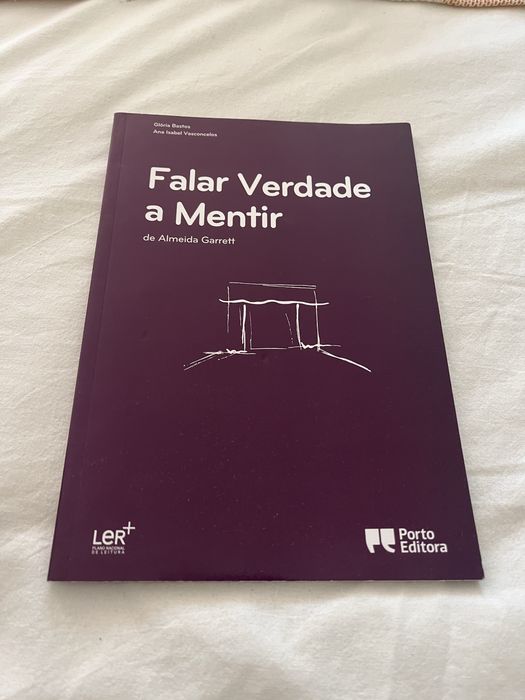 Glória Bastos
Ana Isabel Vasconcelos
Falar Verdade
a Mentir
de Almeida Garrett
LeR+
PLANO NACIONAL
DE LEITURA
Porto
Editora